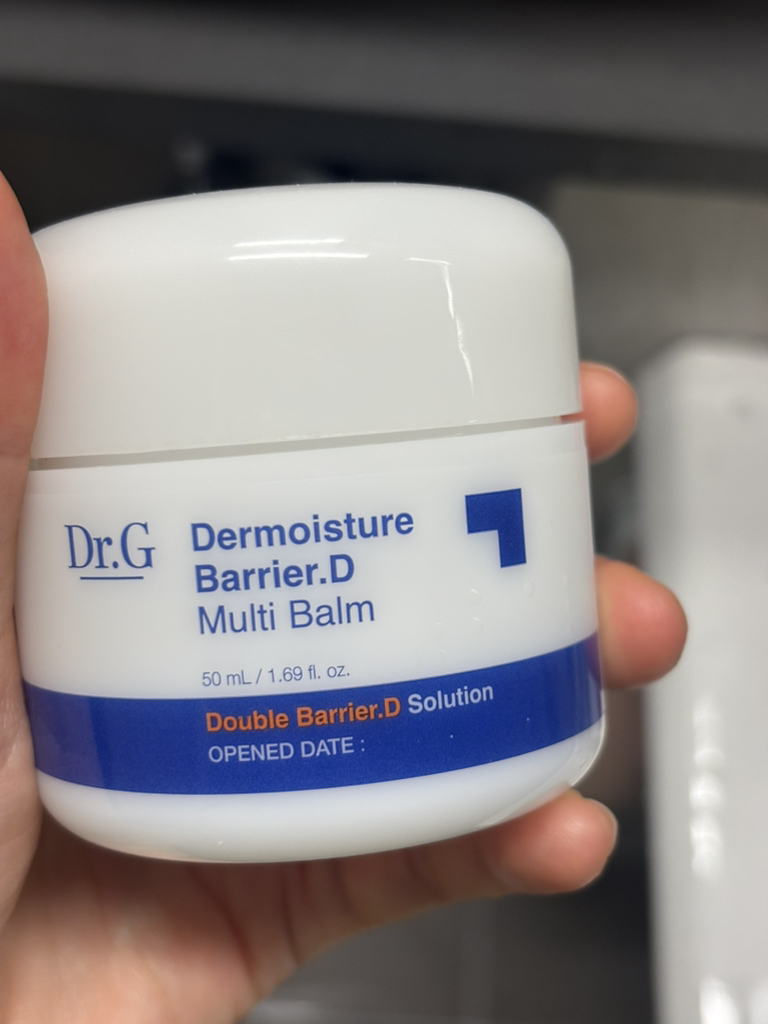 Dr.G
Dermoisture
Barrier.D
Multi Balm
50 mL / 1.69 fl. oz.
Double Barrier.D Solution
OPENED DATE :